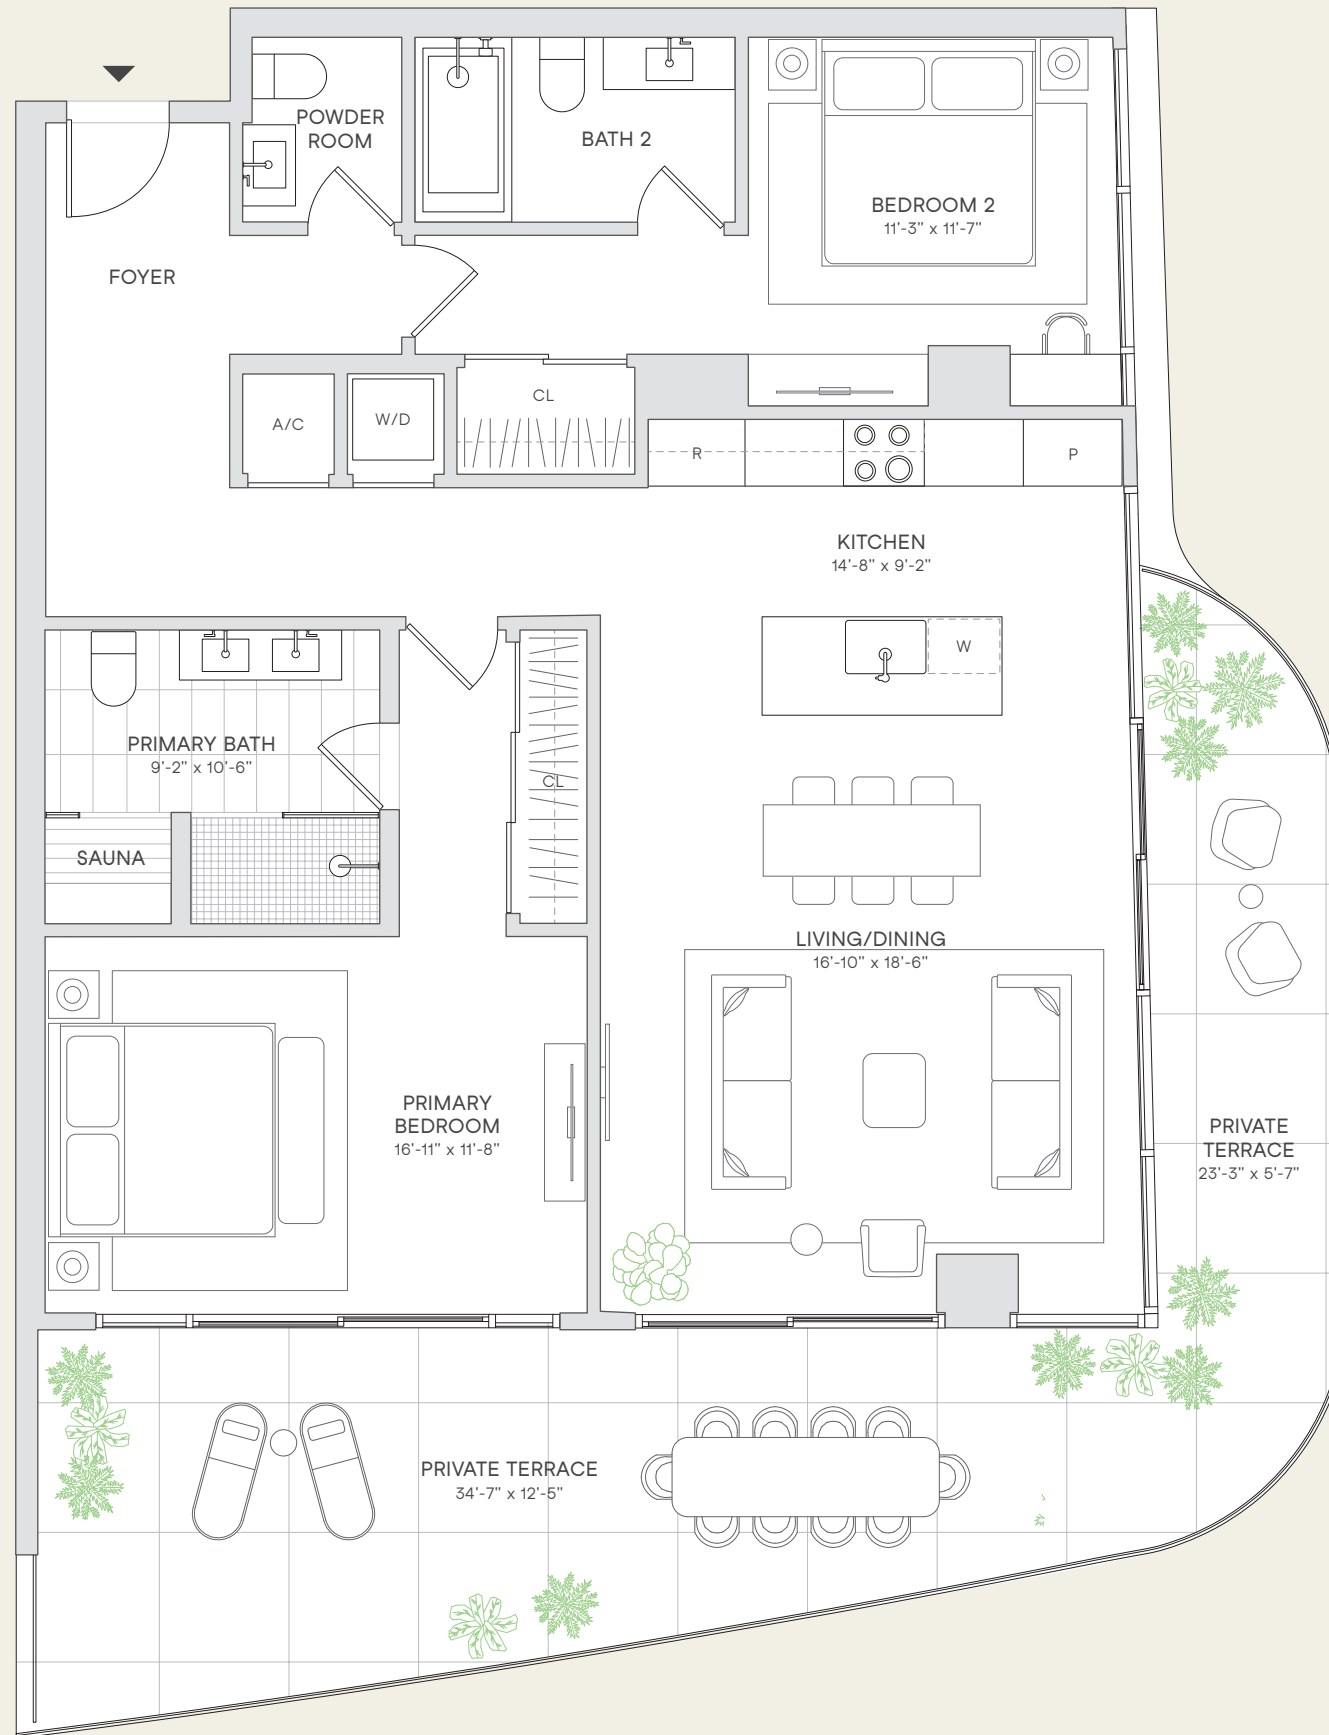 POWDER
ROOM
BATH 2
BEDROOM 2
11'-3" x 11'-7"
FOYER
CL
A/C
W/D
R
P
KITCHEN
14'-8" x 9'-2"
W
PRIMARY BATH
9'-2" x 10'-6"
CL
SAUNA
LIVING/DINING
16'-10" x 18'-6"
PRIMARY
BEDROOM
16'-11" x 11'-8"
PRIVATE
TERRACE
23'-3" x 5'-7"
PRIVATE TERRACE
34'-7" x 12'-5"